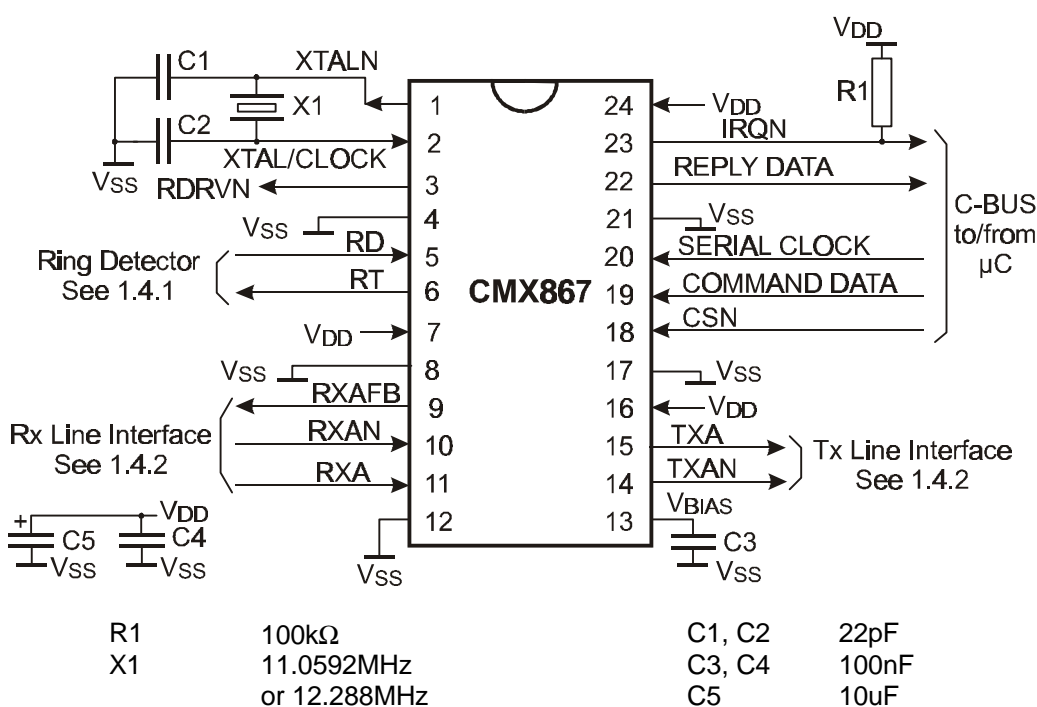 VDD
C1 XTALN
R1
X1
1 24 VDD
C2
IRQN
2 23
XTAL/CLOCK
VSS
REPLY DATA
RDRVN 3 22
VSS 4 21 VSS
C-BUS
to/from
µC
RD
SERIAL CLOCK
5 20
Ring Detector
See 1.4.1
RT
COMMAND DATA
6 CMX867 19
CSN
VDD 7 18
VSS 8 17 VSS
RXAFB
9 16 VDD
RXAN
TXA
10 15
Rx Line Interface
See 1.4.2
Tx Line Interface
See 1.4.2
RXA
TXAN
11 14
VBIAS
12 13
+ VDD
C5 C4
VSS VSS
VSS
C3
VSS
R1 100kΩ C1, C2 22pF
X1 11.0592MHz C3, C4 100nF
or 12.288MHz C5 10uF